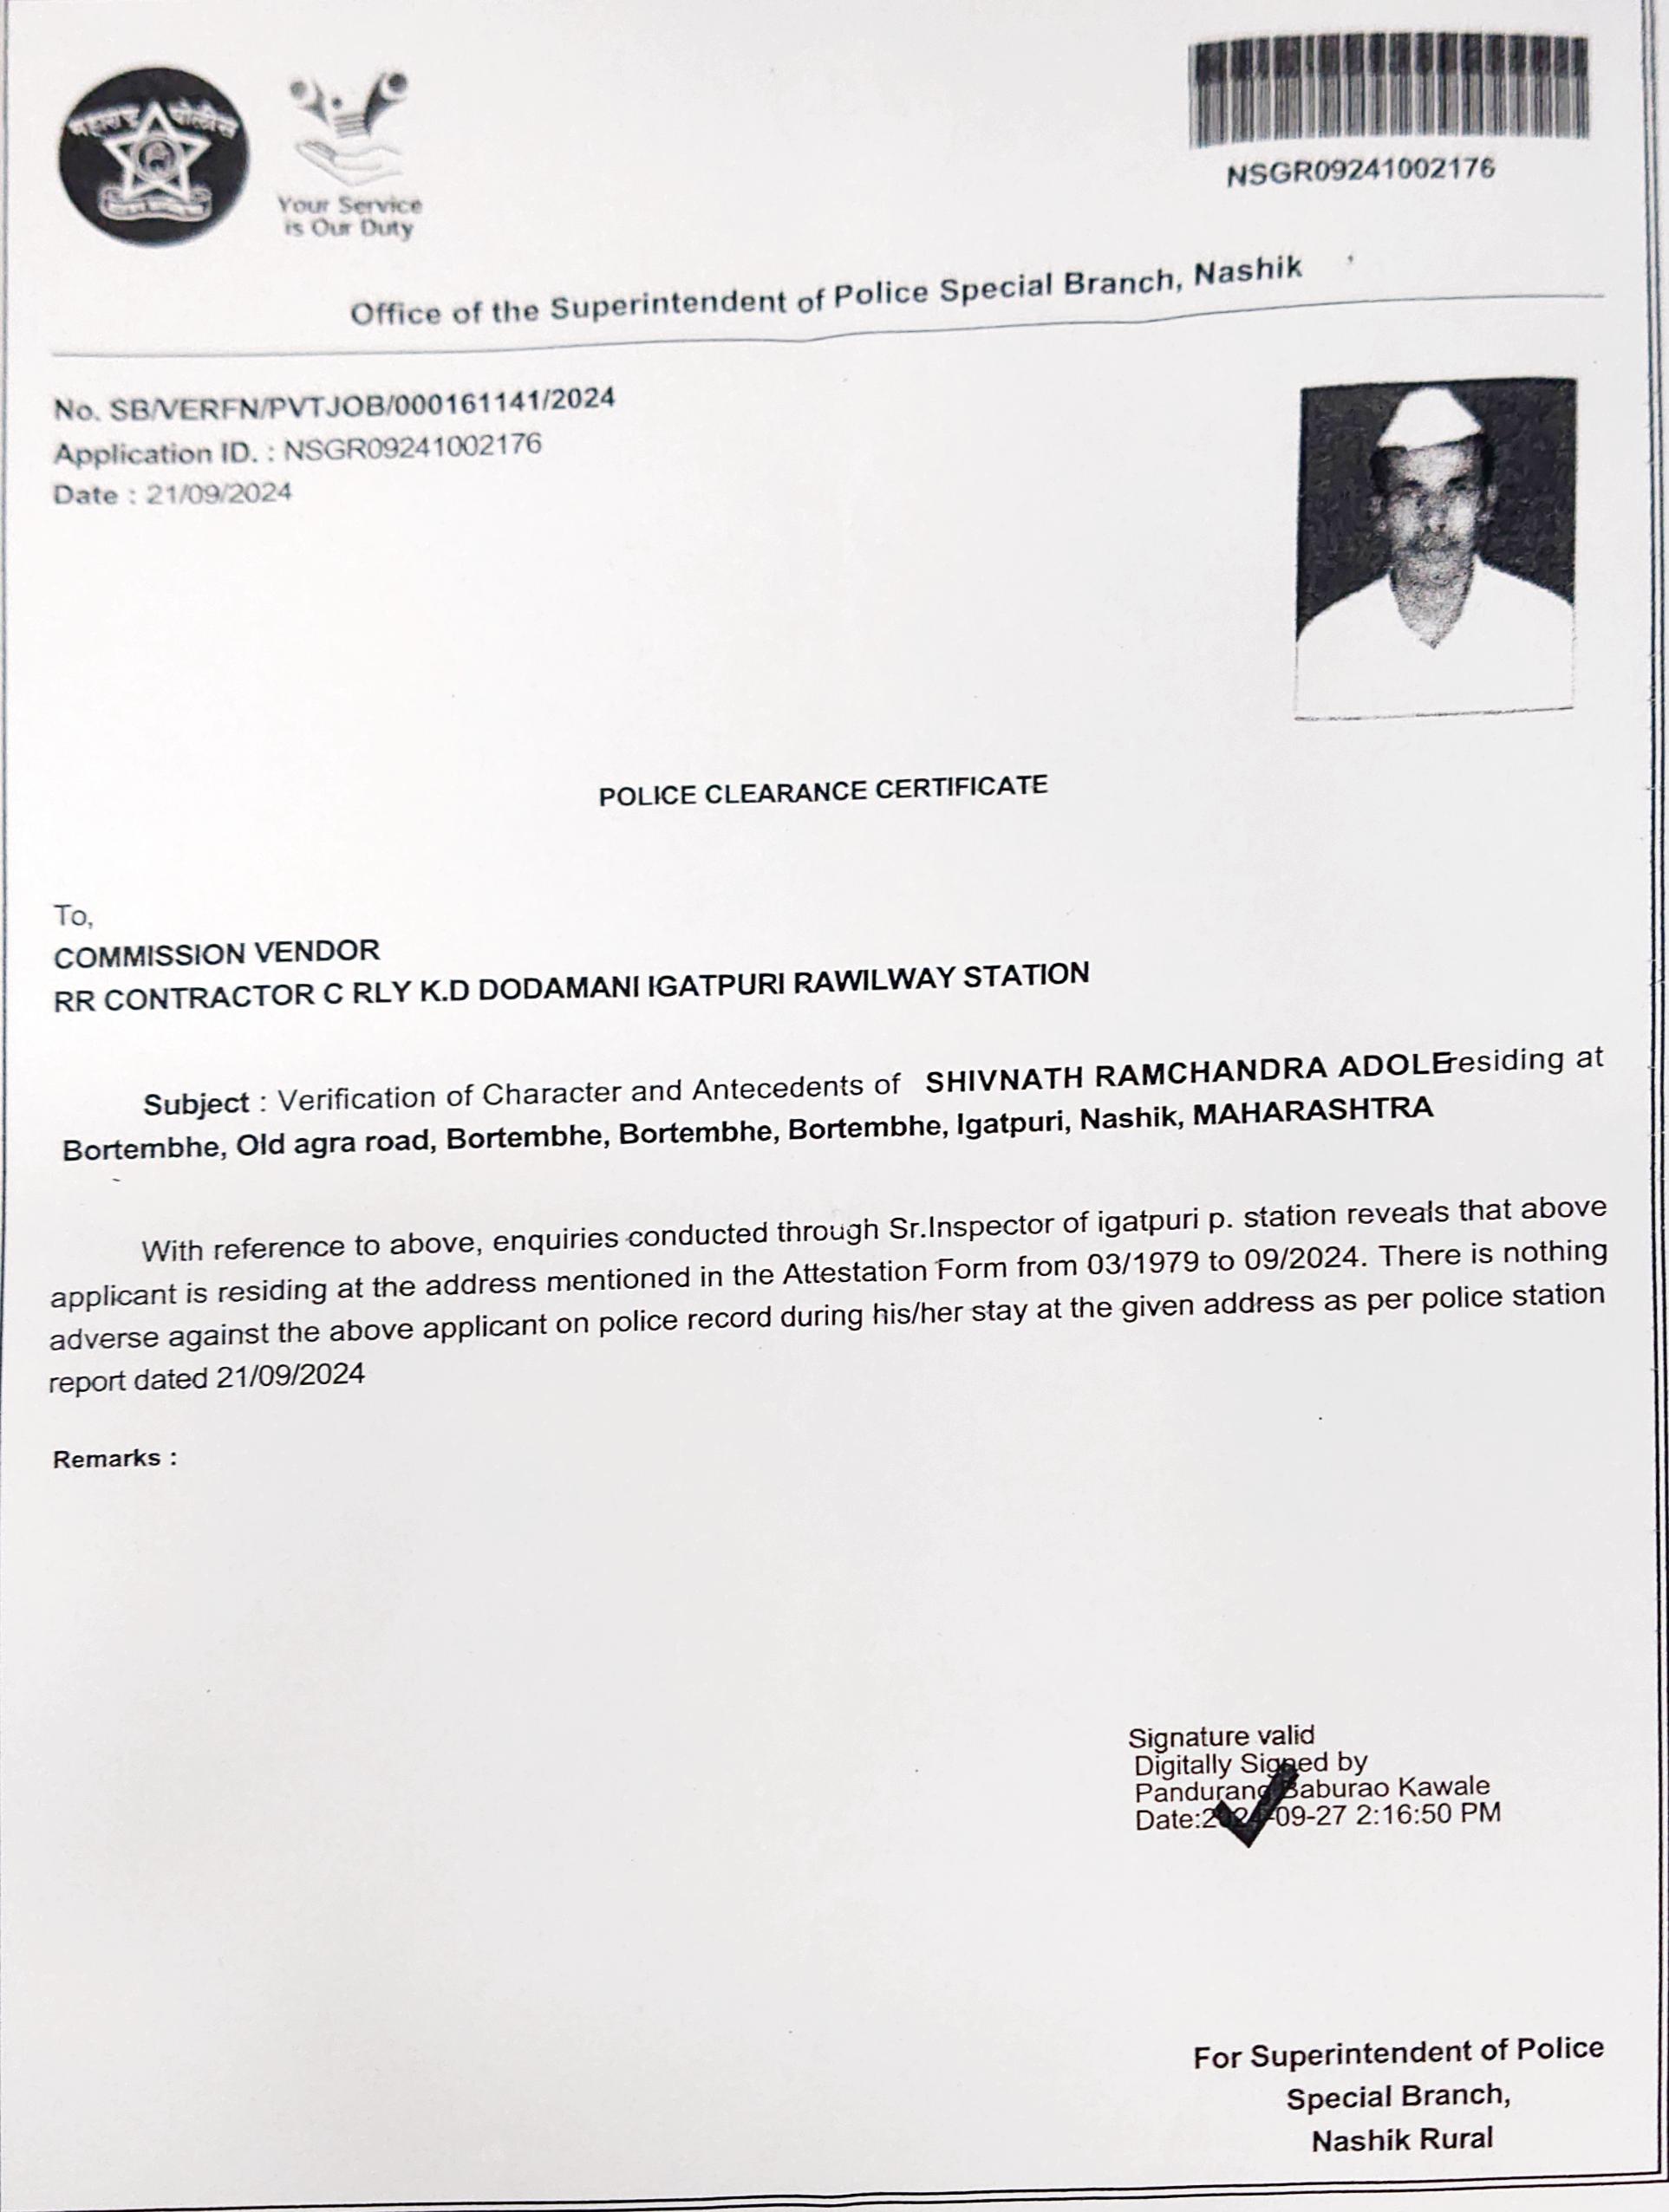 महाराष्ट्र पोलीस
Your Service
is Our Duty
NSGR09241002176
Office of the Superintendent of Police Special Branch, Nashik
No. SB/VERFN/PVTJOB/000161141/2024
Application ID. : NSGR09241002176
Date : 21/09/2024
POLICE CLEARANCE CERTIFICATE
To,
COMMISSION VENDOR
RR CONTRACTOR C RLY K.D DODAMANI IGATPURI RAWILWAY STATION
Subject : Verification of Character and Antecedents of SHIVNATH RAMCHANDRA ADOLE residing at
Bortembhe, Old agra road, Bortembhe, Bortembhe, Bortembhe, Igatpuri, Nashik, MAHARASHTRA
With reference to above, enquiries conducted through Sr.Inspector of igatpuri p. station reveals that above
applicant is residing at the address mentioned in the Attestation Form from 03/1979 to 09/2024. There is nothing
adverse against the above applicant on police record during his/her stay at the given address as per police station
report dated 21/09/2024
Remarks :
Signature valid
Digitally Signed by
Pandurang Baburao Kawale
Date:2024-09-27 2:16:50 PM
For Superintendent of Police
Special Branch,
Nashik Rural